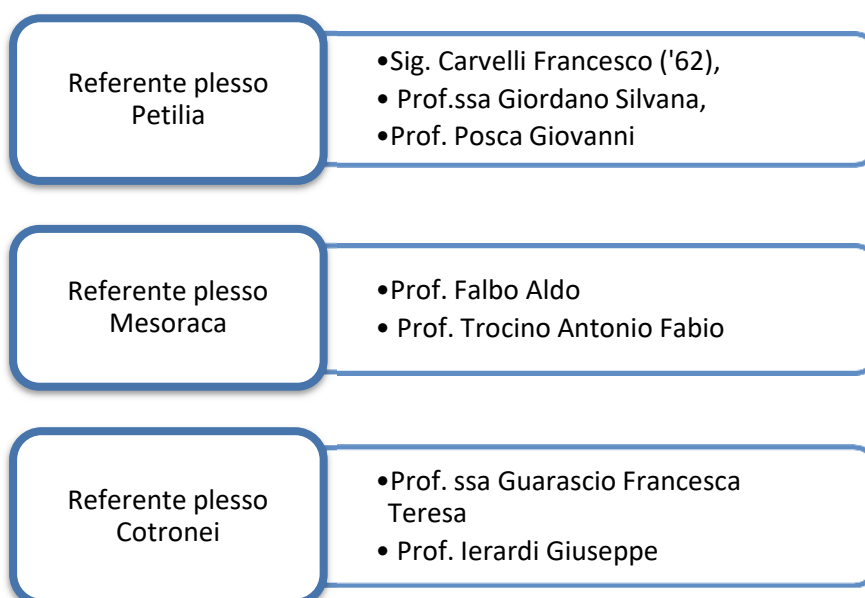 Referente plesso
Petilia
•Sig. Carvelli Francesco ('62),
• Prof.ssa Giordano Silvana,
•Prof. Posca Giovanni
Referente plesso
Mesoraca
•Prof. Falbo Aldo
• Prof. Trocino Antonio Fabio
Referente plesso
Cotronei
•Prof. ssa Guarascio Francesca
Teresa
• Prof. Ierardi Giuseppe